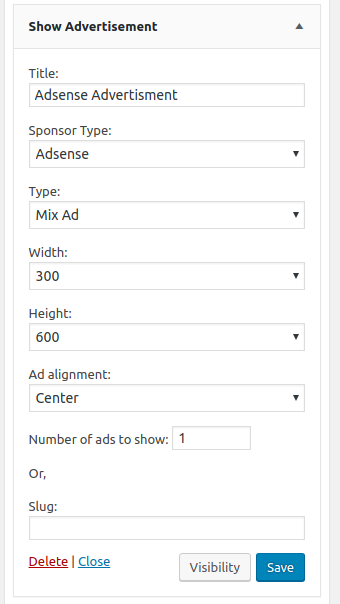 Show Advertisement
Title:
Adsense Advertisment
Sponsor Type:
Adsense
Type:
Mix Ad
Width:
300
Height:
600
Ad alignment:
Center
Number of ads to show: 1
Or,
Slug:
Delete | Close Visibility Save